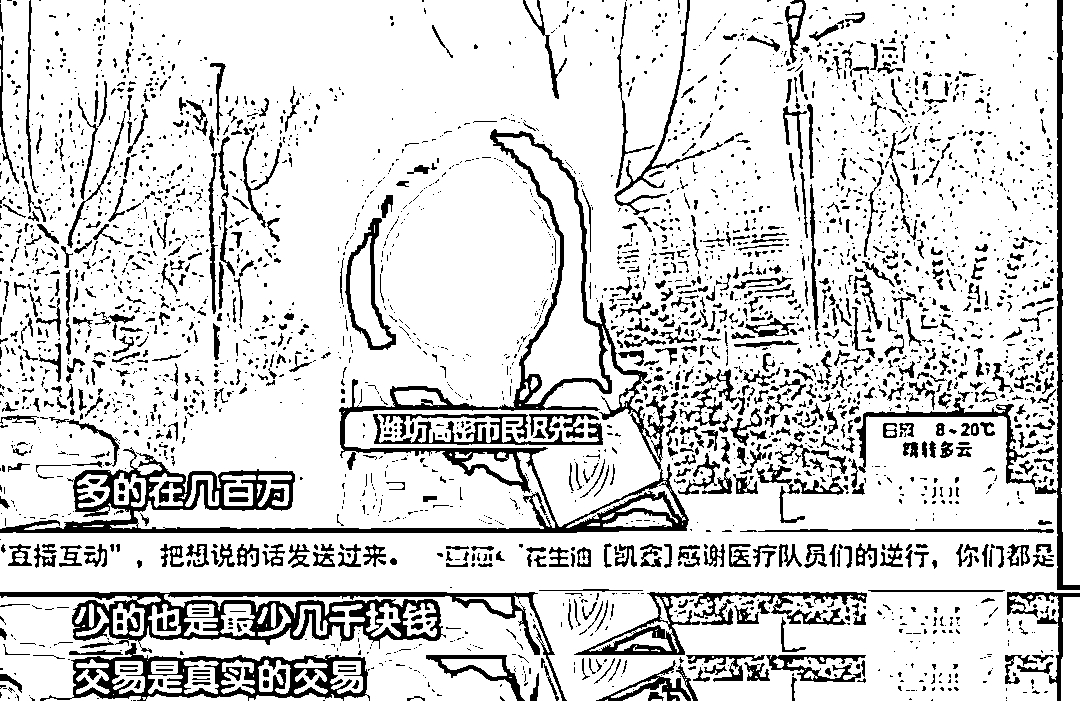 潍坊高密市民迟先生
8~20℃
晴转多云
多的在几百万
“直播互动”，把想说的话发送过来。 花生油 [凯鑫]感谢医疗队员们的逆行，你们都是
少的也是最少几千块钱
交易是真实的交易